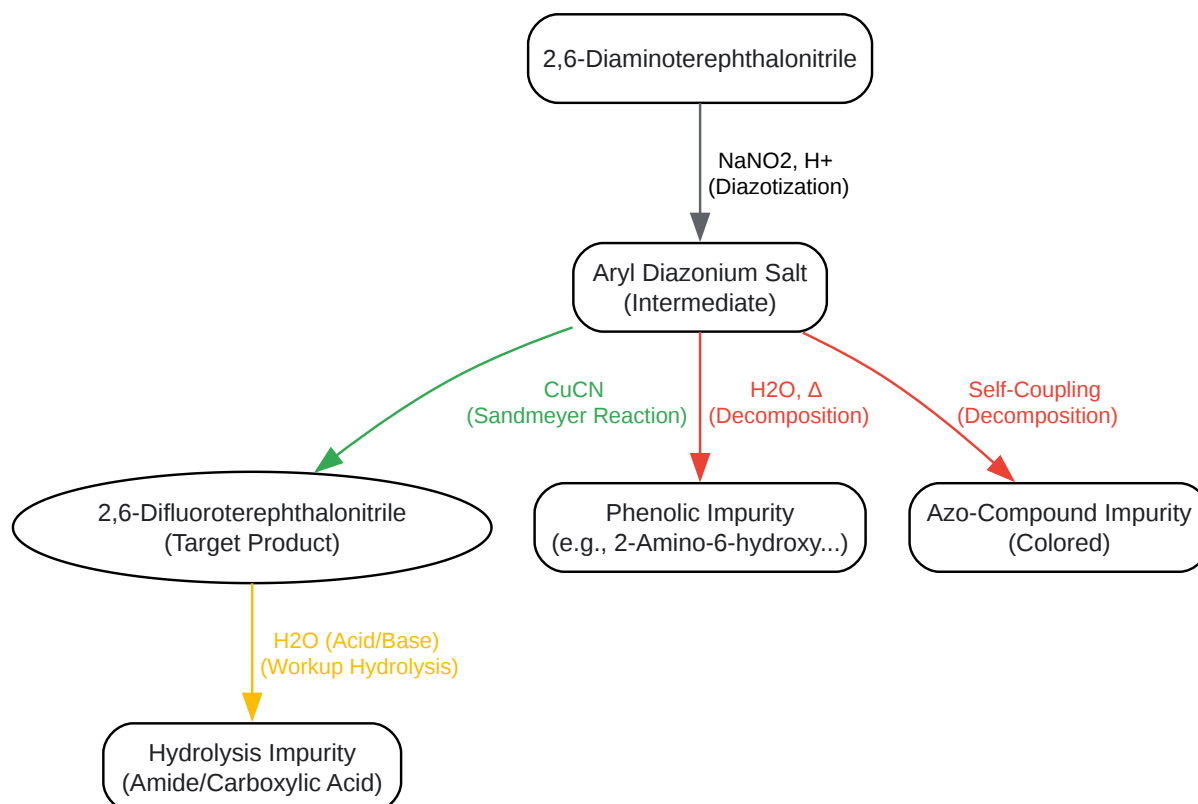 2,6-Diaminoterephthalonitrile
NaNO2, H+
(Diazotization)
Aryl Diazonium Salt
(Intermediate)
CuCN
(Sandmeyer Reaction)
H2O, Δ
(Decomposition)
Self-Coupling
(Decomposition)
2,6-Difluoroterephthalonitrile
(Target Product)
Phenolic Impurity
(e.g., 2-Amino-6-hydroxy...)
Azo-Compound Impurity
(Colored)
H2O (Acid/Base)
(Workup Hydrolysis)
Hydrolysis Impurity
(Amide/Carboxylic Acid)